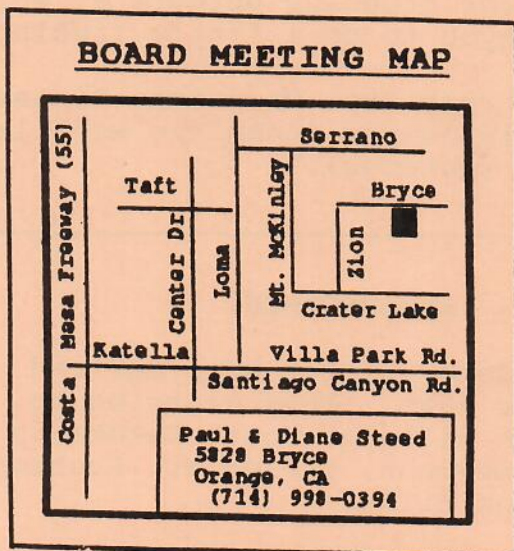 BOARD MEETING MAP
Serrano
Costa Mesa Freeway (55)
Taft
Bryce
Center Dr
Loma
Mt. McKinley
Zion
Crater Lake
Katella
Villa Park Rd.
Santiago Canyon Rd.
Paul & Diane Steed
5828 Bryce
Orange, CA
(714) 998-0394